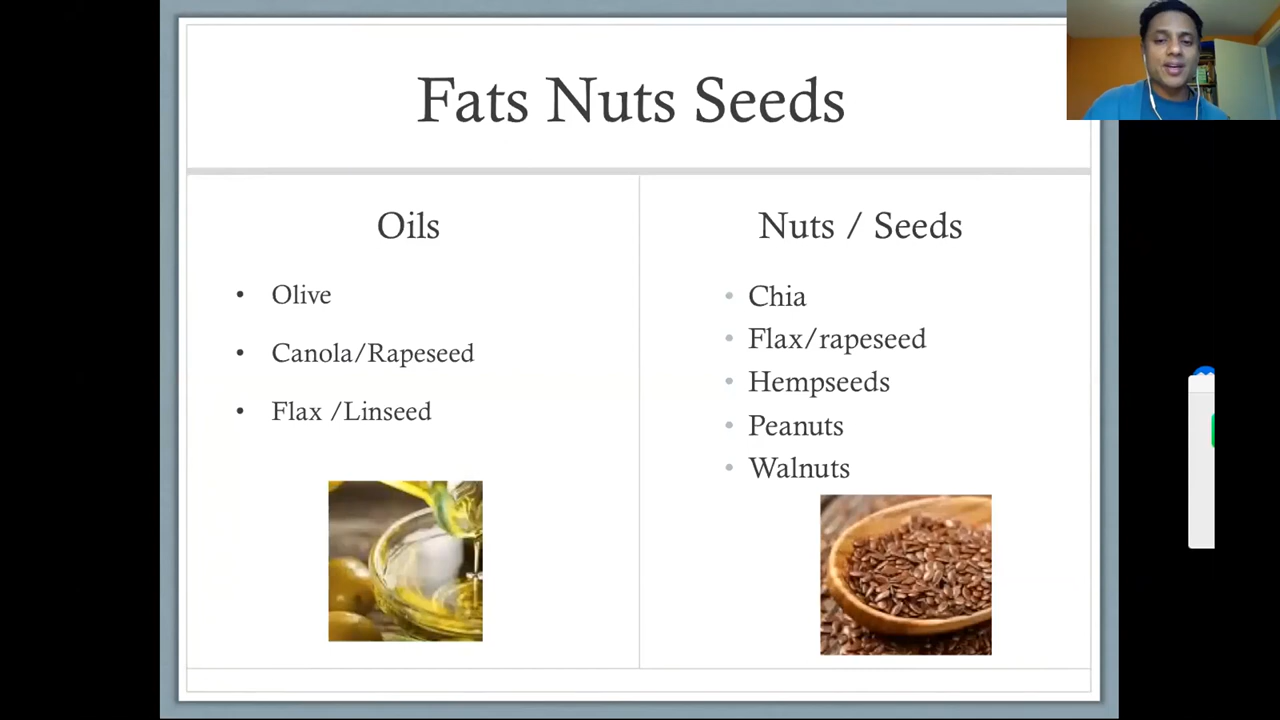 Fats Nuts Seeds
Oils
• Olive
• Canola/Rapeseed
• Flax /Linseed
Nuts / Seeds
• Chia
• Flax/rapeseed
• Hempseeds
• Peanuts
• Walnuts